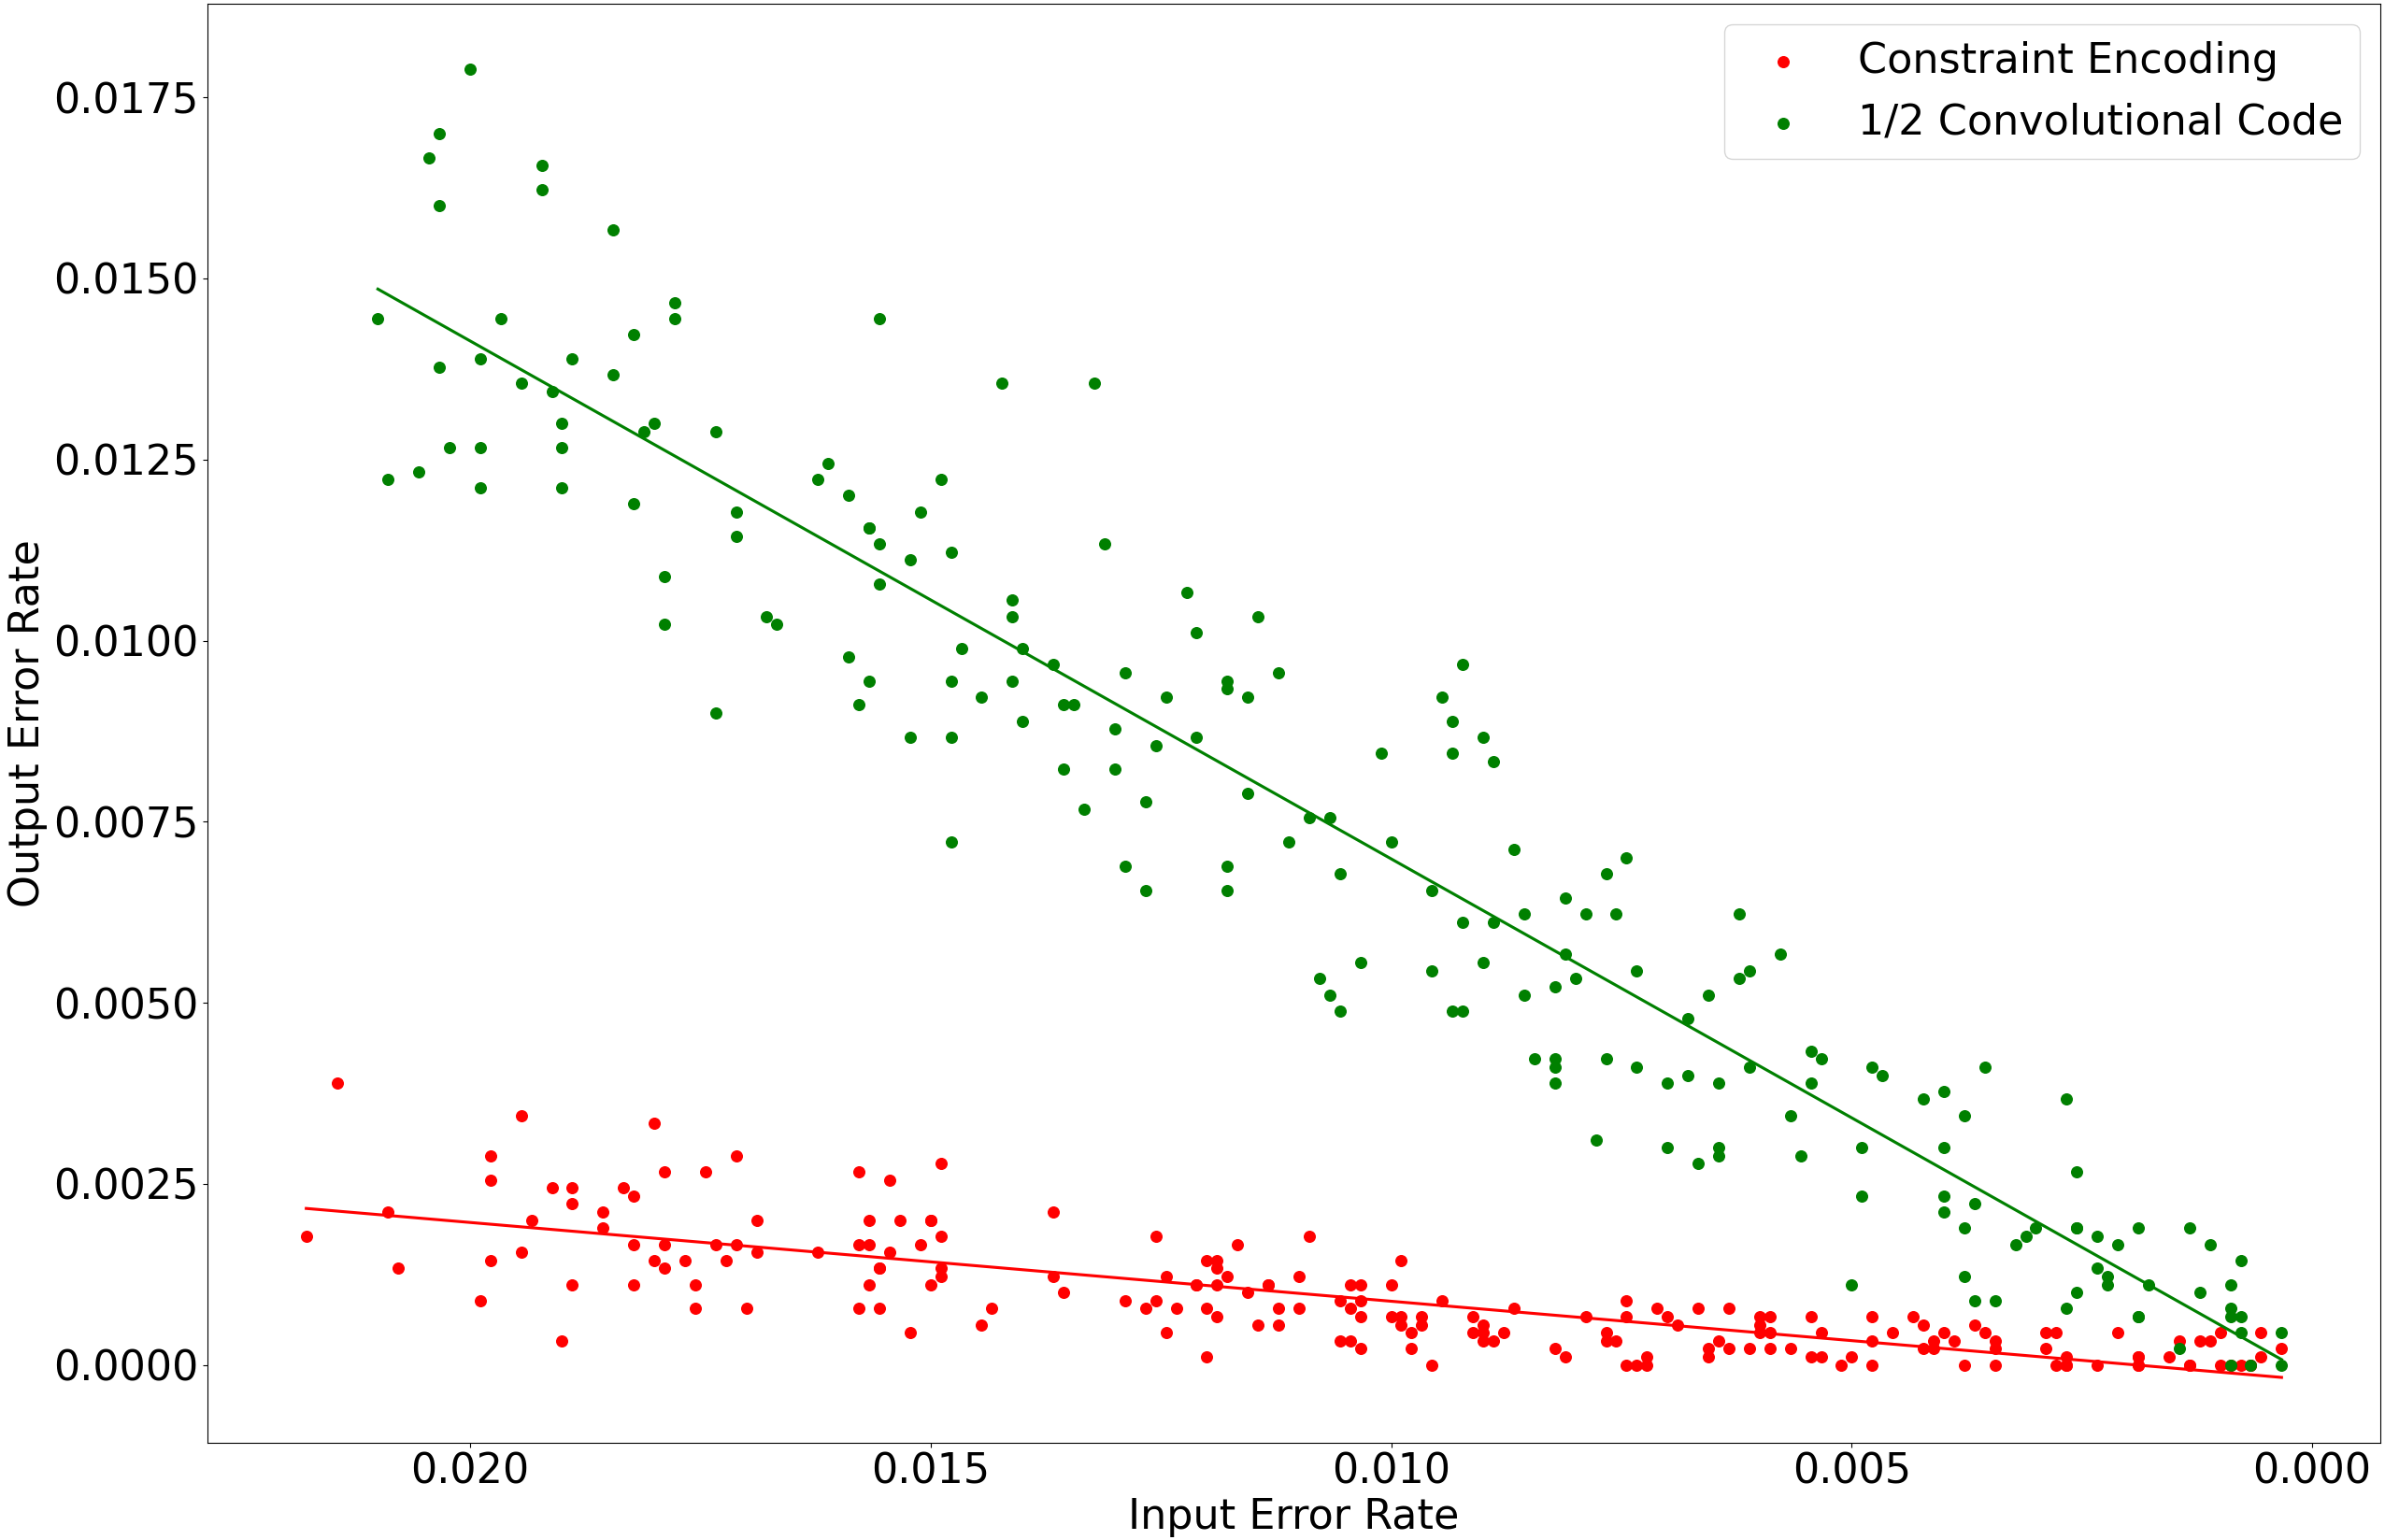 Constraint Encoding
1/2 Convolutional Code
0.0175
0.0150
0.0125
0.0100
0.0075
0.0050
0.0025
0.0000
Output Error Rate
0.020 0.015 0.010 0.005 0.000
Input Error Rate